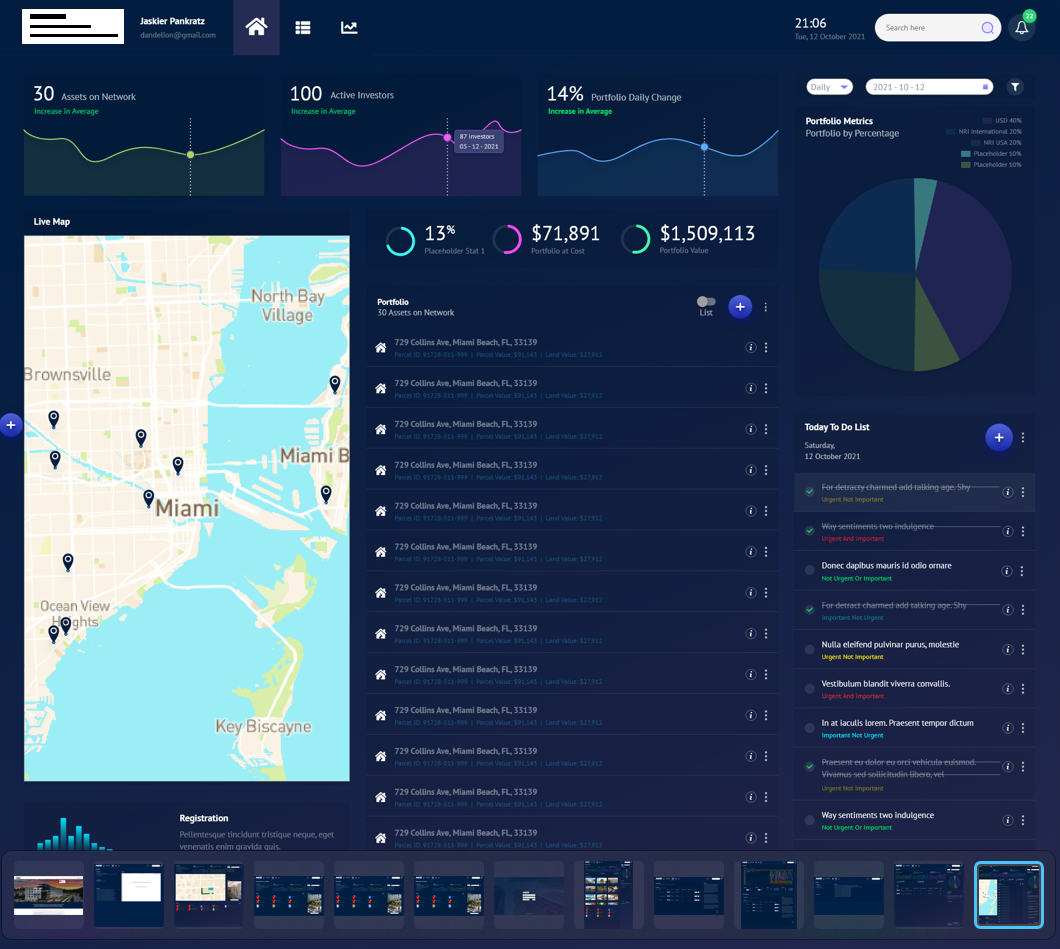 Jaskier Pankratz
dandelion@gmail.com
21:06
Tue, 12 October 2021
Search here
22
30 Assets on Network
Increase in Average
100 Active Investors
Increase in Average
87 Investors
05 - 12 - 2021
14% Portfolio Daily Change
Increase in Average
Daily
2021 - 10 - 12
Portfolio Metrics
Portfolio by Percentage
USD 40%
NRI International 20%
NRI USA 20%
Placeholder 10%
Placeholder 10%
Live Map
North Bay
Village
Brownsville
Miami B
Miami
Ocean View
Heights
Key Biscayne
13%
Placeholder Stat 1
$71,891
Portfolio at Cost
$1,509,113
Portfolio Value
Portfolio
30 Assets on Network
List
729 Collins Ave, Miami Beach, FL, 33139
Parcel ID: 91728-511-999 | Parcel Value: $91,143 | Land Value: $27,912
729 Collins Ave, Miami Beach, FL, 33139
Parcel ID: 91728-511-999 | Parcel Value: $91,143 | Land Value: $27,912
729 Collins Ave, Miami Beach, FL, 33139
Parcel ID: 91728-511-999 | Parcel Value: $91,143 | Land Value: $27,912
729 Collins Ave, Miami Beach, FL, 33139
Parcel ID: 91728-511-999 | Parcel Value: $91,143 | Land Value: $27,912
729 Collins Ave, Miami Beach, FL, 33139
Parcel ID: 91728-511-999 | Parcel Value: $91,143 | Land Value: $27,912
729 Collins Ave, Miami Beach, FL, 33139
Parcel ID: 91728-511-999 | Parcel Value: $91,143 | Land Value: $27,912
729 Collins Ave, Miami Beach, FL, 33139
Parcel ID: 91728-511-999 | Parcel Value: $91,143 | Land Value: $27,912
729 Collins Ave, Miami Beach, FL, 33139
Parcel ID: 91728-511-999 | Parcel Value: $91,143 | Land Value: $27,912
729 Collins Ave, Miami Beach, FL, 33139
Parcel ID: 91728-511-999 | Parcel Value: $91,143 | Land Value: $27,912
729 Collins Ave, Miami Beach, FL, 33139
Parcel ID: 91728-511-999 | Parcel Value: $91,143 | Land Value: $27,912
729 Collins Ave, Miami Beach, FL, 33139
Parcel ID: 91728-511-999 | Parcel Value: $91,143 | Land Value: $27,912
729 Collins Ave, Miami Beach, FL, 33139
Parcel ID: 91728-511-999 | Parcel Value: $91,143 | Land Value: $27,912
729 Collins Ave, Miami Beach, FL, 33139
Today To Do List
Saturday,
12 October 2021
For detracty charmed add talking age. Shy
Urgent Not Important
Way sentiments two indulgence
Urgent And Important
Donec dapibus mauris id odio ornare
Not Urgent Or Important
For detract charmed add talking age. Shy
Important Not Urgent
Nulla eleifend pulvinar purus, molestie
Urgent Not Important
Vestibulum blandit viverra convallis.
Urgent And Important
In at iaculis lorem. Praesent tempor dictum
Important Not Urgent
Praesent eu dolor eu orci vehicula euismod.
Vivamus sed sollicitudin libero, vel
Urgent Not Important
Way sentiments two indulgence
Not Urgent Or Important
Registration
Pellentesque tincidunt tristique neque, eget
venenatis enim gravida quis.